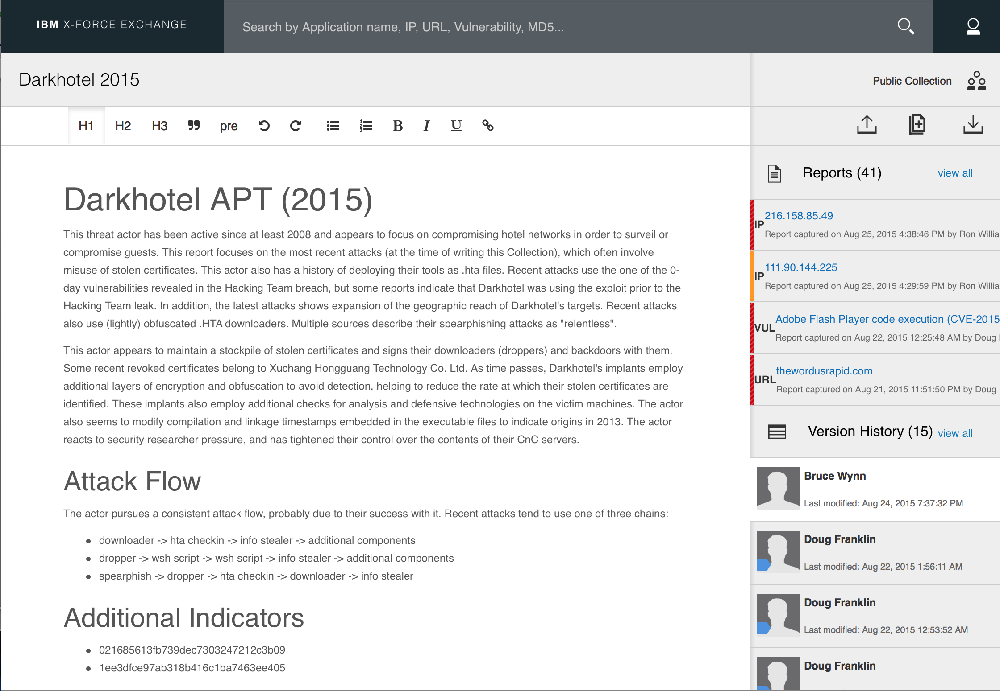 IBM X-FORCE EXCHANGE
Search by Application name, IP, URL, Vulnerability, MD5...
Darkhotel 2015
Public Collection
H1 H2 H3 pre B I U
Darkhotel APT (2015)
This threat actor has been active since at least 2008 and appears to focus on compromising hotel networks in order to surveil or
compromise guests. This report focuses on the most recent attacks (at the time of writing this Collection), which often involve
misuse of stolen certificates. This actor also has a history of deploying their tools as .hta files. Recent attacks use the one of the 0-
day vulnerabilities revealed in the Hacking Team breach, but some reports indicate that Darkhotel was using the exploit prior to the
Hacking Team leak. In addition, the latest attacks shows expansion of the geographic reach of Darkhotel's targets. Recent attacks
also use (lightly) obfuscated .HTA downloaders. Multiple sources describe their spearphishing attacks as "relentless".
This actor appears to maintain a stockpile of stolen certificates and signs their downloaders (droppers) and backdoors with them.
Some recent revoked certificates belong to Xuchang Hongguang Technology Co. Ltd. As time passes, Darkhotel's implants employ
additional layers of encryption and obfuscation to avoid detection, helping to reduce the rate at which their stolen certificates are
identified. These implants also employ additional checks for analysis and defensive technologies on the victim machines. The actor
also seems to modify compilation and linkage timestamps embedded in the executable files to indicate origins in 2013. The actor
reacts to security researcher pressure, and has tightened their control over the contents of their CnC servers.
Attack Flow
The actor pursues a consistent attack flow, probably due to their success with it. Recent attacks tend to use one of three chains:
• downloader -> hta checkin -> info stealer -> additional components
• dropper -> wsh script -> wsh script -> info stealer -> additional components
• spearphish -> dropper -> hta checkin -> downloader -> info stealer
Additional Indicators
• 021685613fb739dec7303247212c3b09
• 1ee3dfce97ab318b416c1ba7463ee405
Reports (41) view all
IP 216.158.85.49
Report captured on Aug 25, 2015 4:38:46 PM by Ron Willia
IP 111.90.144.225
Report captured on Aug 25, 2015 4:29:59 PM by Ron Willia
VUL Adobe Flash Player code execution (CVE-2015
Report captured on Aug 22, 2015 12:25:48 AM by Doug
URL thewordusrapid.com
Report captured on Aug 21, 2015 11:51:50 PM by Doug
Version History (15) view all
Bruce Wynn
Last modified: Aug 24, 2015 7:37:32 PM
Doug Franklin
Last modified: Aug 22, 2015 1:56:11 AM
Doug Franklin
Last modified: Aug 22, 2015 12:53:52 AM
Doug Franklin